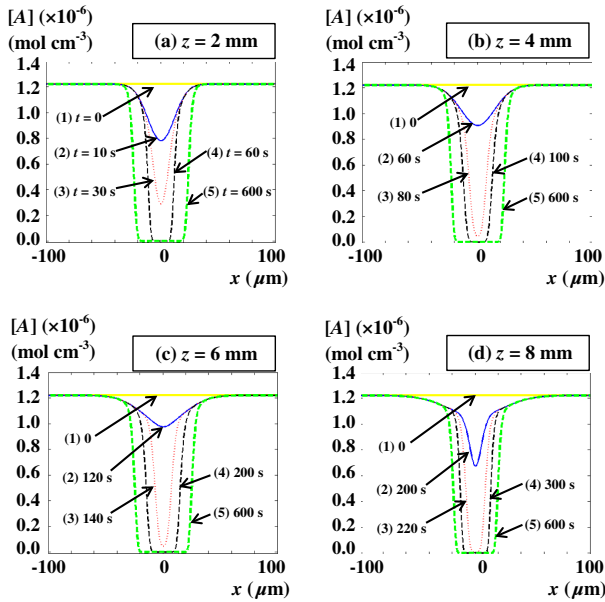 [A] (×10-6)
(mol cm-3)
(a) z = 2 mm
1.4
1.2
1.0
0.8
0.6
0.4
0.2
0.0
(1) t = 0
(2) t = 10 s
(3) t = 30 s
(4) t = 60 s
(5) t = 600 s
-100
0
100
x (µm)
[A] (×10-6)
(mol cm-3)
(b) z = 4 mm
1.4
1.2
1.0
0.8
0.6
0.4
0.2
0.0
(1) 0
(2) 60 s
(3) 80 s
(4) 100 s
(5) 600 s
-100
0
100
x (µm)
[A] (×10-6)
(mol cm-3)
(c) z = 6 mm
1.4
1.2
1.0
0.8
0.6
0.4
0.2
0.0
(1) 0
(2) 120 s
(3) 140 s
(4) 200 s
(5) 600 s
-100
0
100
x (µm)
[A] (×10-6)
(mol cm-3)
(d) z = 8 mm
1.4
1.2
1.0
0.8
0.6
0.4
0.2
0.0
(1) 0
(2) 200 s
(3) 220 s
(4) 300 s
(5) 600 s
-100
0
100
x (µm)